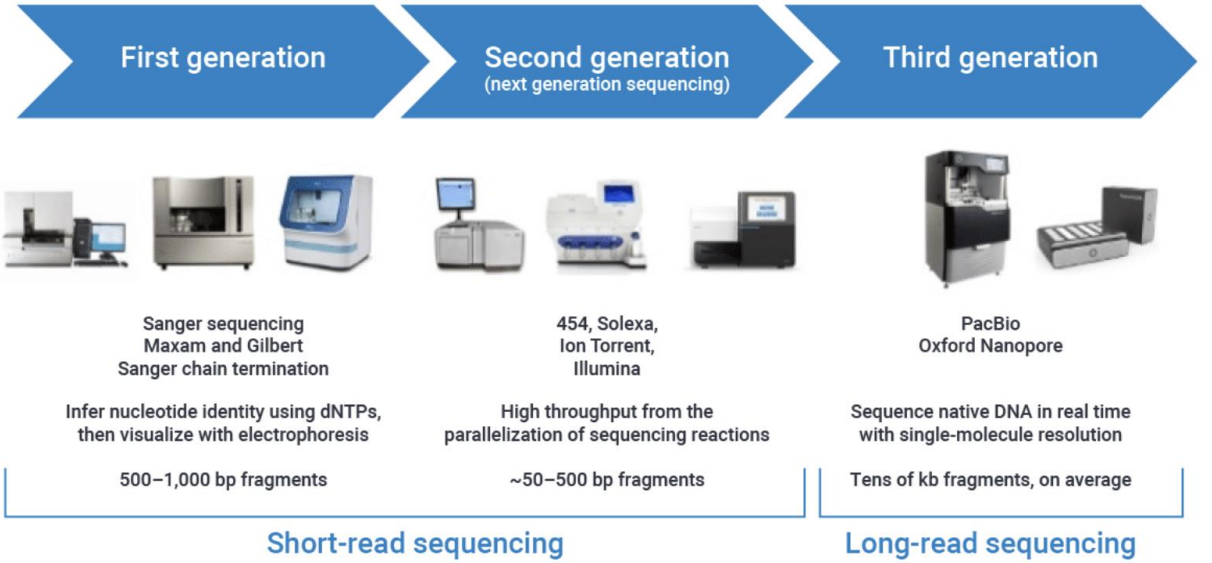 First generation
Second generation
(next generation sequencing)
Third generation
Sanger sequencing
Maxam and Gilbert
Sanger chain termination
454, Solexa,
Ion Torrent,
Illumina
PacBio
Oxford Nanopore
Infer nucleotide identity using dNTPs,
then visualize with electrophoresis
High throughput from the
parallelization of sequencing reactions
Sequence native DNA in real time
with single-molecule resolution
500–1,000 bp fragments
~50–500 bp fragments
Tens of kb fragments, on average
Short-read sequencing
Long-read sequencing